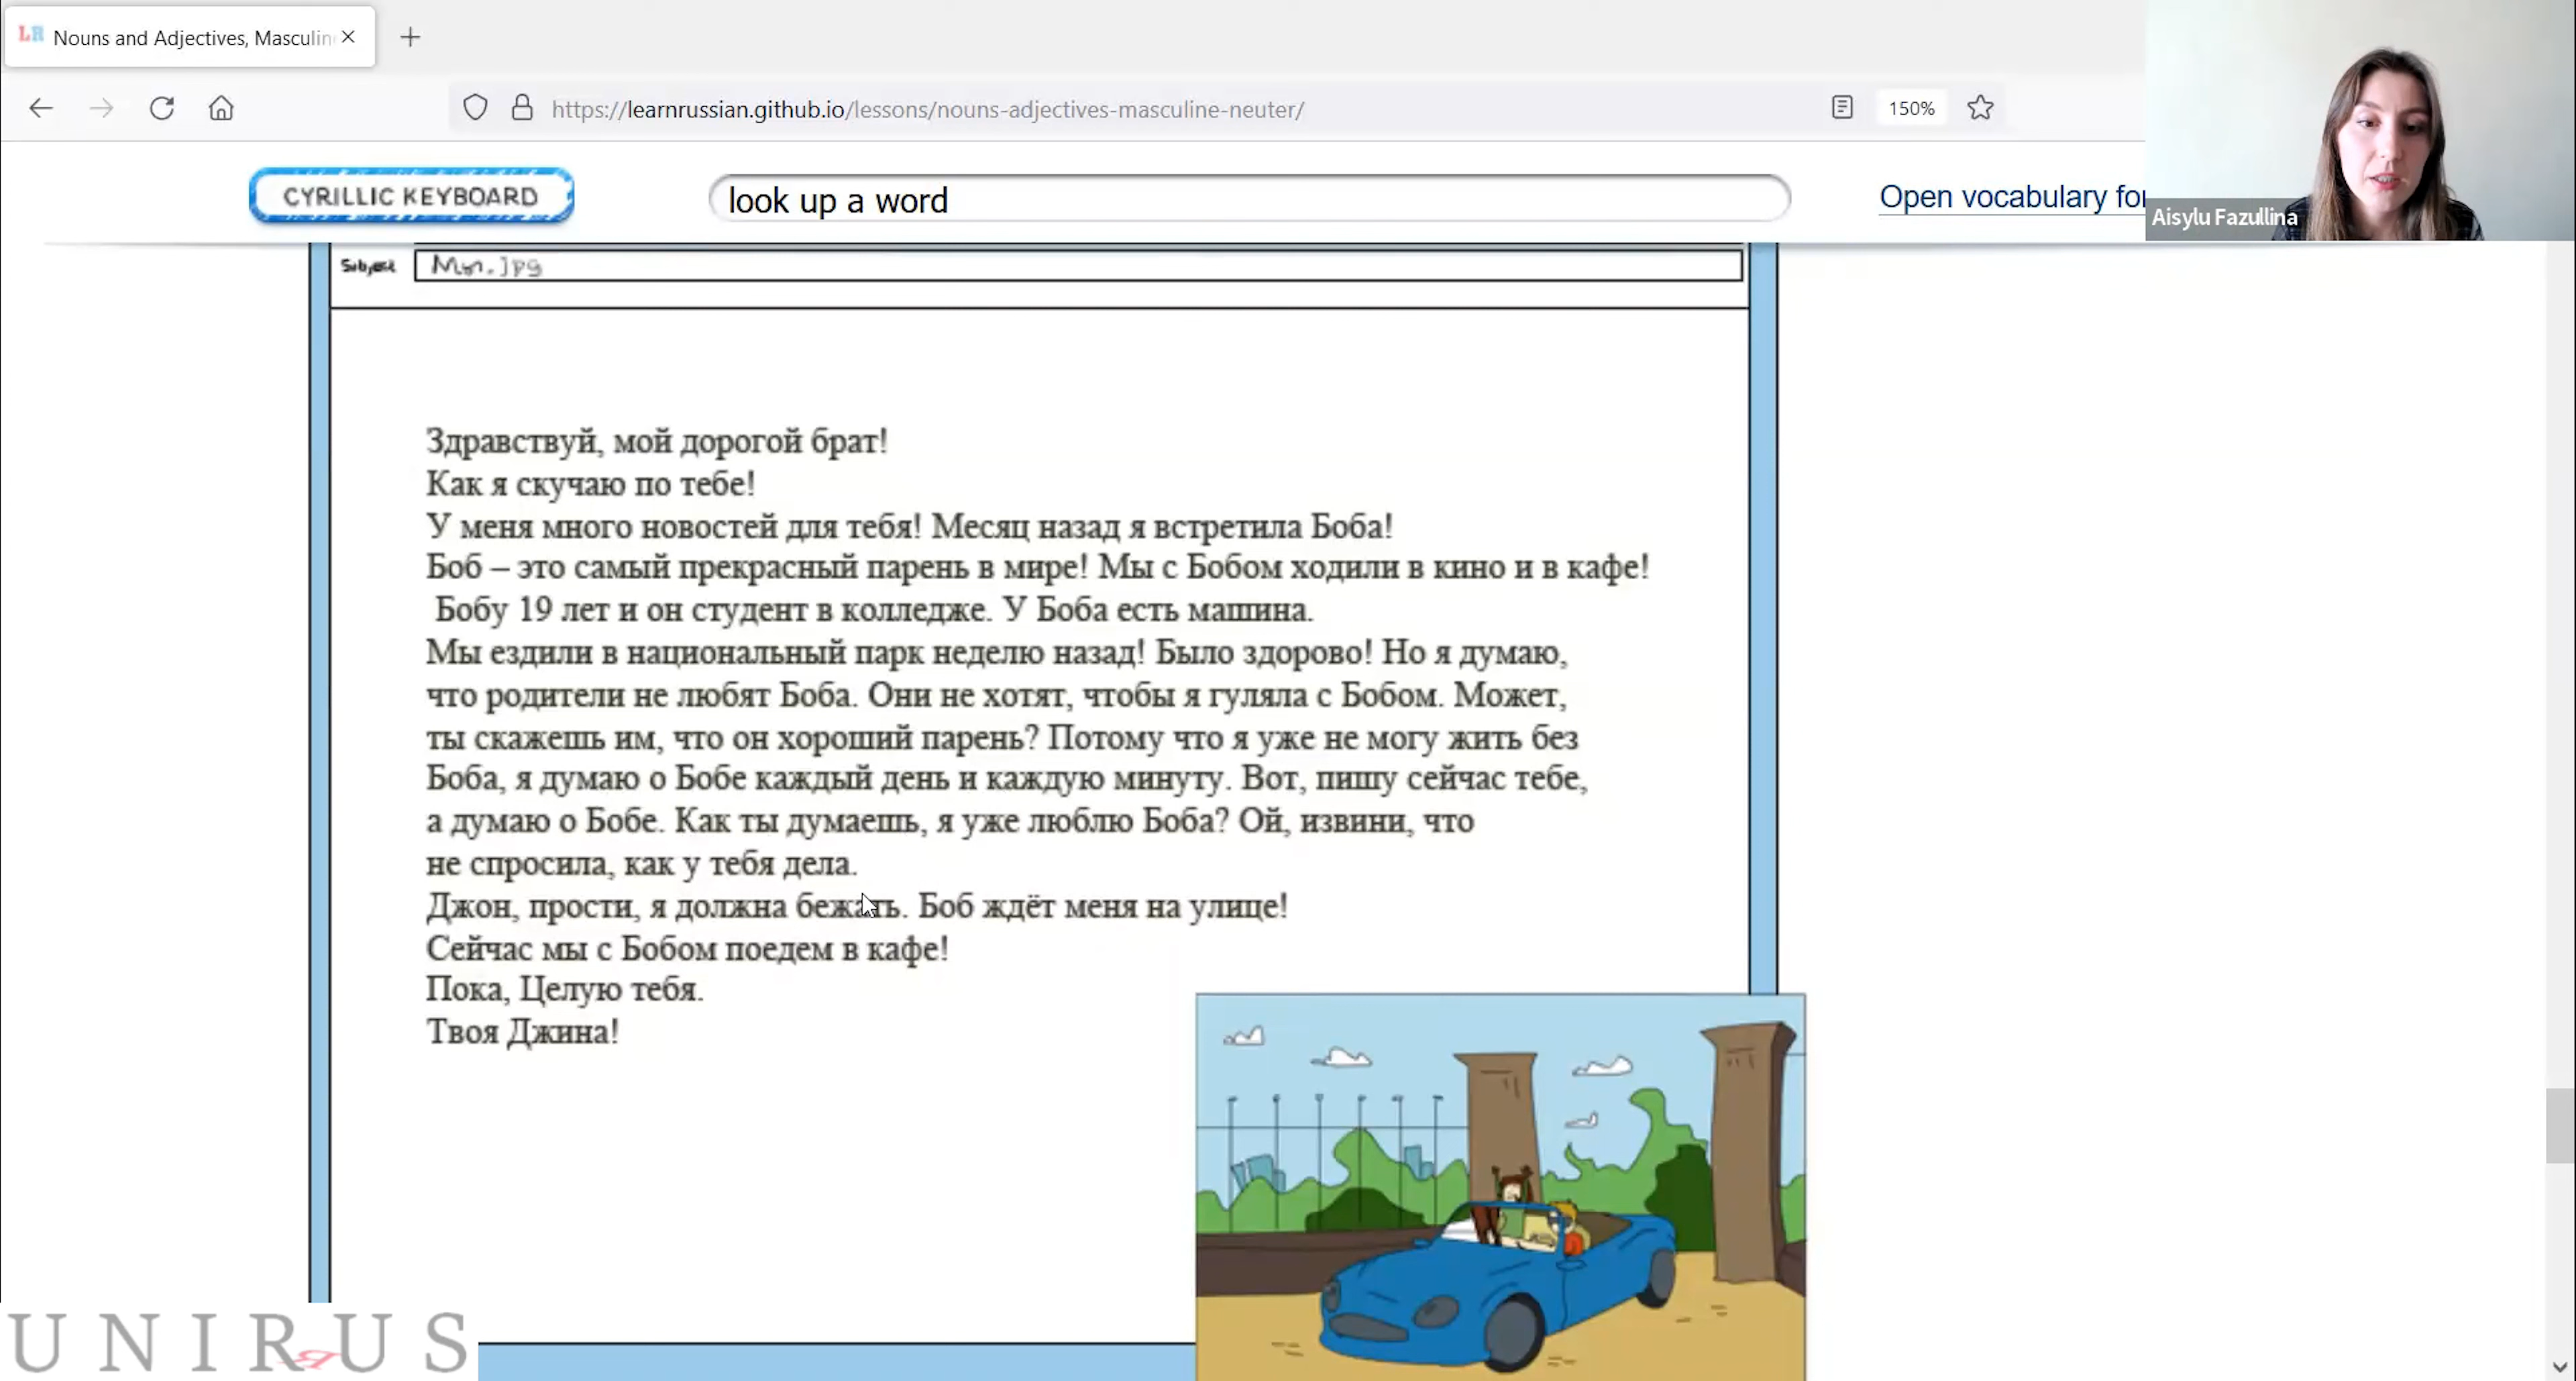 Nouns and Adjectives, Masculin
https://learnrussian.github.io/lessons/nouns-adjectives-masculine-neuter/
150%
CYRILLIC KEYBOARD
look up a word
Open vocabulary for
Aisylu Fazullina
Subject
Здравствуй, мой дорогой брат!
Как я скучаю по тебе!
У меня много новостей для тебя! Месяц назад я встретила Боба!
Боб – это самый прекрасный парень в мире! Мы с Бобом ходили в кино и в кафе!
Бобу 19 лет и он студент в колледже. У Боба есть машина.
Мы ездили в национальный парк неделю назад! Было здорово! Но я думаю,
что родители не любят Боба. Они не хотят, чтобы я гуляла с Бобом. Может,
ты скажешь им, что он хороший парень? Потому что я уже не могу жить без
Боба, я думаю о Бобе каждый день и каждую минуту. Вот, пишу сейчас тебе,
а думаю о Бобе. Как ты думаешь, я уже люблю Боба? Ой, извини, что
не спросила, как у тебя дела.
Джон, прости, я должна бежать. Боб ждёт меня на улице!
Сейчас мы с Бобом поедем в кафе!
Пока, Целую тебя.
Твоя Джина!
UNIRUS